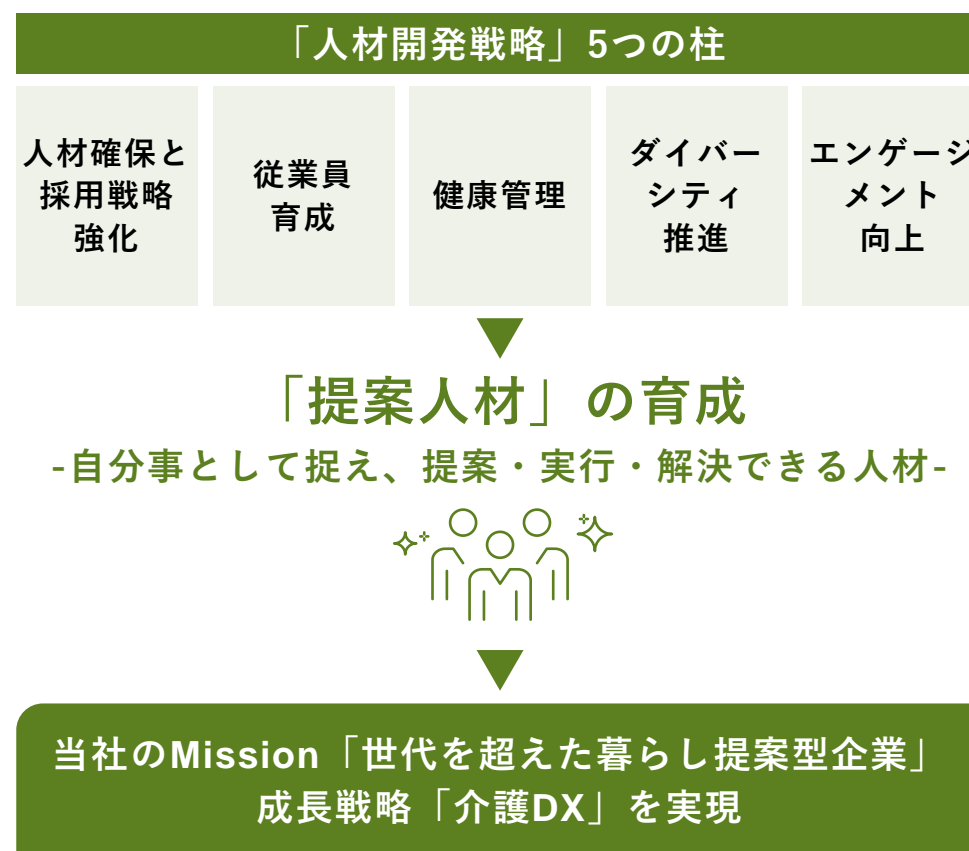 「人材開発戦略」5つの柱
人材確保と
採用戦略
強化
従業員
育成
健康管理
ダイバー
シティ
推進
エンゲージ
メント
向上
「提案人材」の育成
-自分事として捉え、提案・実行・解決できる人材-
当社のMission「世代を超えた暮らし提案型企業」
成長戦略「介護DX」を実現